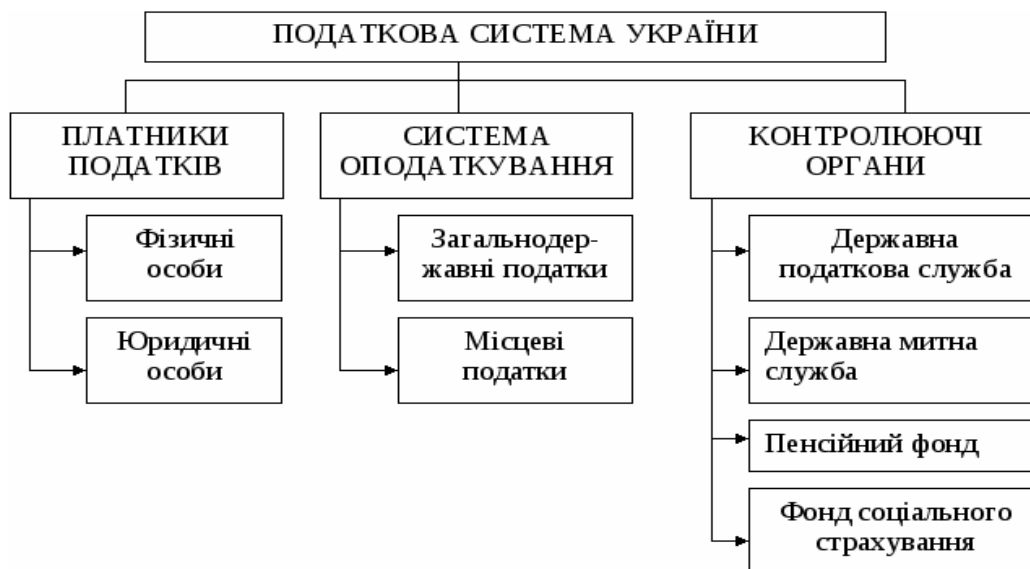 ПОДАТКОВА СИСТЕМА УКРАЇНИ
ПЛАТНИКИ
ПОДАТКІВ
Фізичні
особи
Юридичні
особи
СИСТЕМА
ОПОДАТКУВАННЯ
Загальнодер-
жавні податки
Місцеві
податки
КОНТРОЛЮЮЧІ
ОРГАНИ
Державна
податкова служба
Державна митна
служба
Пенсійний фонд
Фонд соціального
страхування